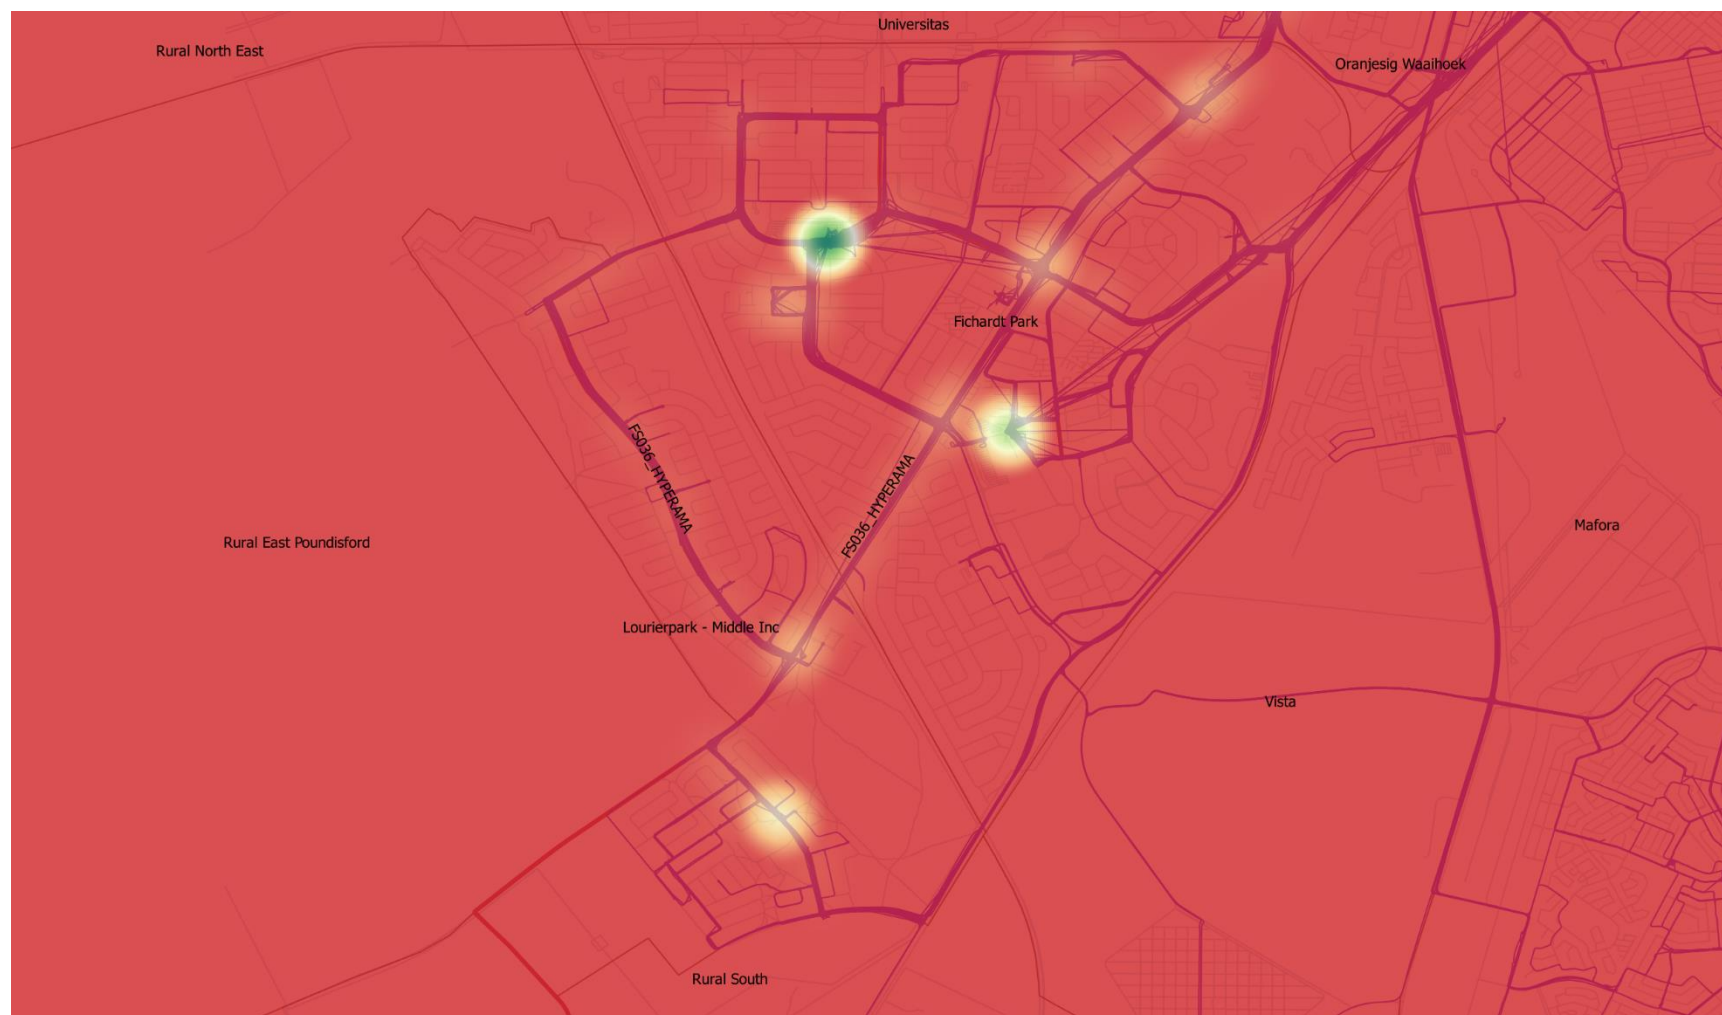 Universitas
Rural North East
Oranjesig Waaihoek
Fichardt Park
FS036_HYPERAMA
FS036_HYPERAMA
Mafora
Rural East Poundisford
Lourierpark - Middle Inc
Vista
Rural South